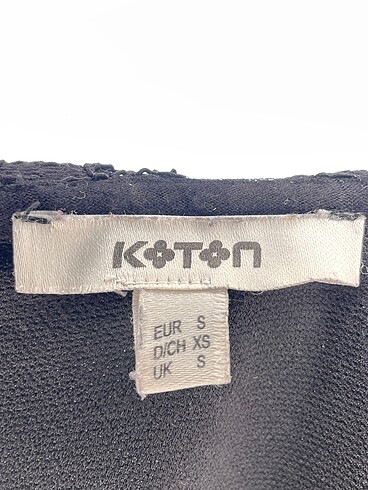 KOTON
EUR S
D/CH XS
UK S